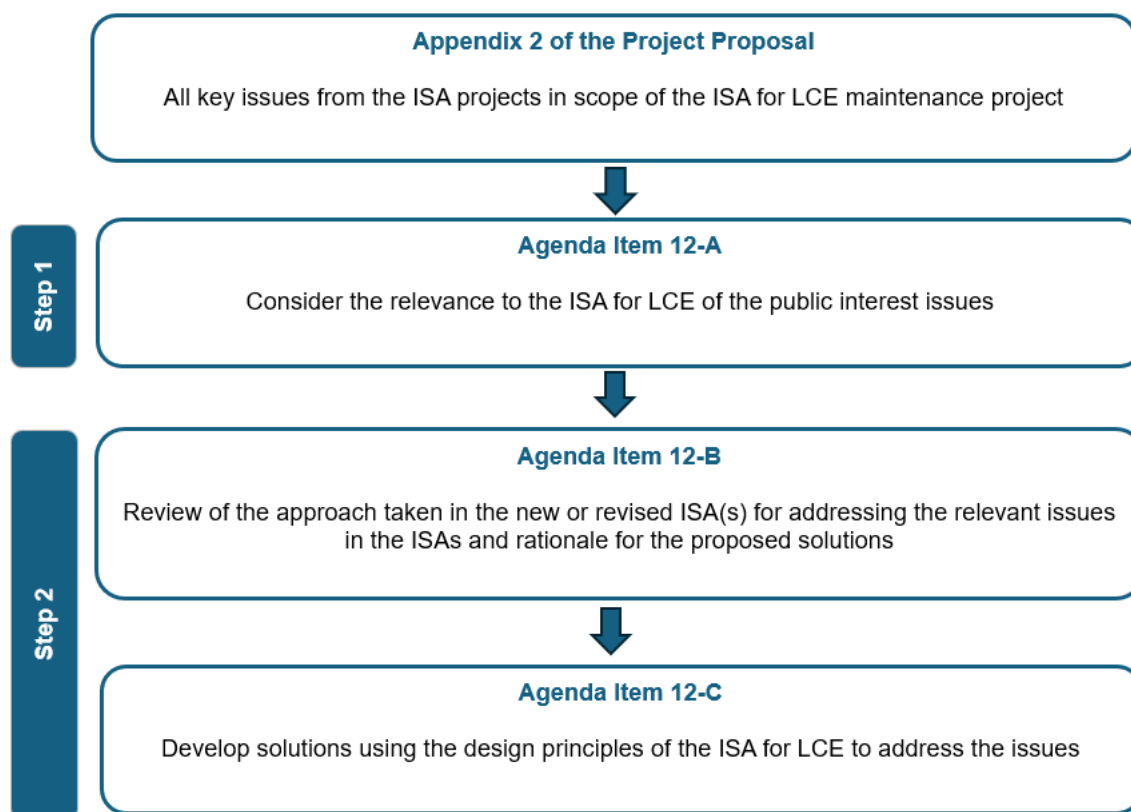 Appendix 2 of the Project Proposal
All key issues from the ISA projects in scope of the ISA for LCE maintenance project
Step 1
Agenda Item 12-A
Consider the relevance to the ISA for LCE of the public interest issues
Step 2
Agenda Item 12-B
Review of the approach taken in the new or revised ISA(s) for addressing the relevant issues
in the ISAs and rationale for the proposed solutions
Agenda Item 12-C
Develop solutions using the design principles of the ISA for LCE to address the issues